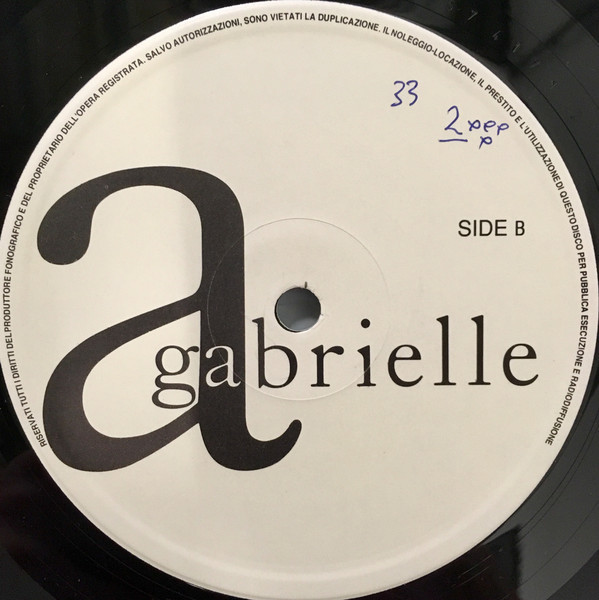 RISERVATI TUTTI I DIRITTI DEL PRODUTTORE FONOGRAFICO E DEL PROPRIETARIO DELL'OPERA REGISTRATA. SALVO AUTORIZZAZIONI, SONO VIETATI LA DUPLICAZIONE. IL NOLEGGIO-LOCAZIONE. IL PRESTITO E L'UTILIZZAZIONE DI QUESTO DISCO PER PUBBLICA ESECUZIONE E RADIODIFFUSIONE
33
2
SIDE B
a
gabrielle